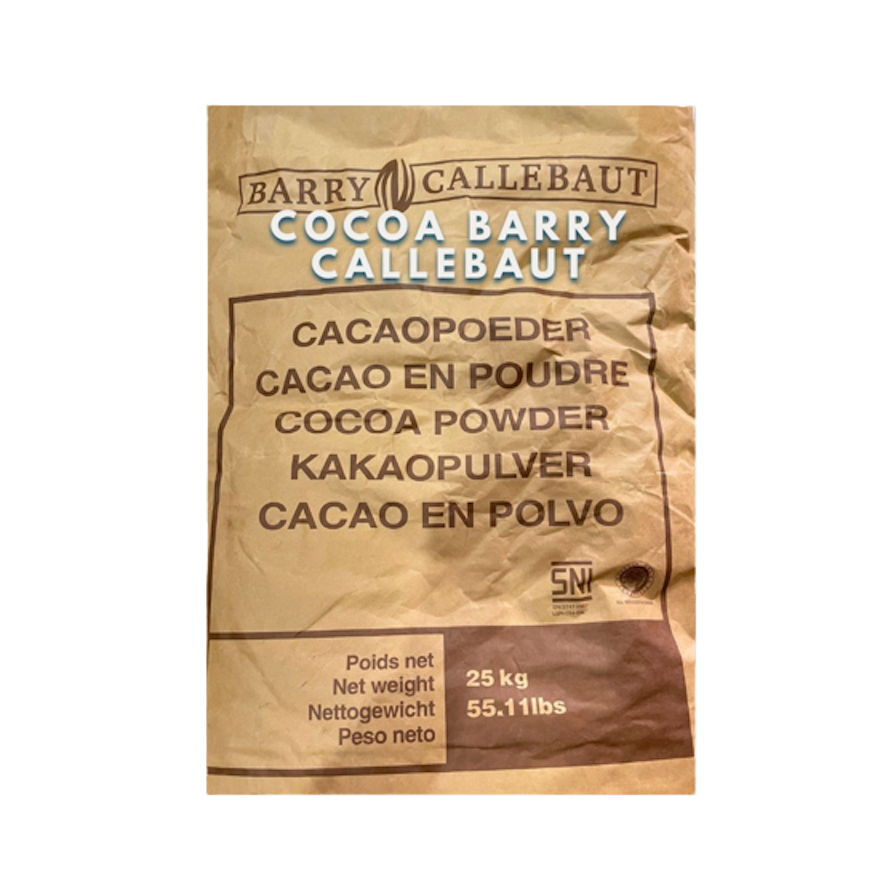 BARRY CALLEBAUT
COCOA BARRY
CALLEBAUT
CACAOPOEDER
CACAO EN POUDRE
COCOA POWDER
KAKAOPULVER
CACAO EN POLVO
SNI
Poids net
Net weight
Nettogewicht
Peso neto
25 kg
55.11lbs